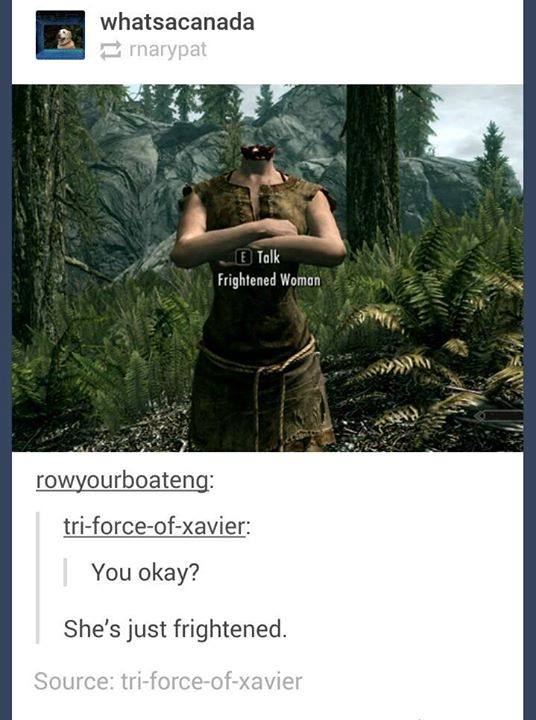 whatsacanada
rnarypat
E Talk
Frightened Woman
rowyourboateng:
tri-force-of-xavier:
You okay?
She's just frightened.
Source: tri-force-of-xavier